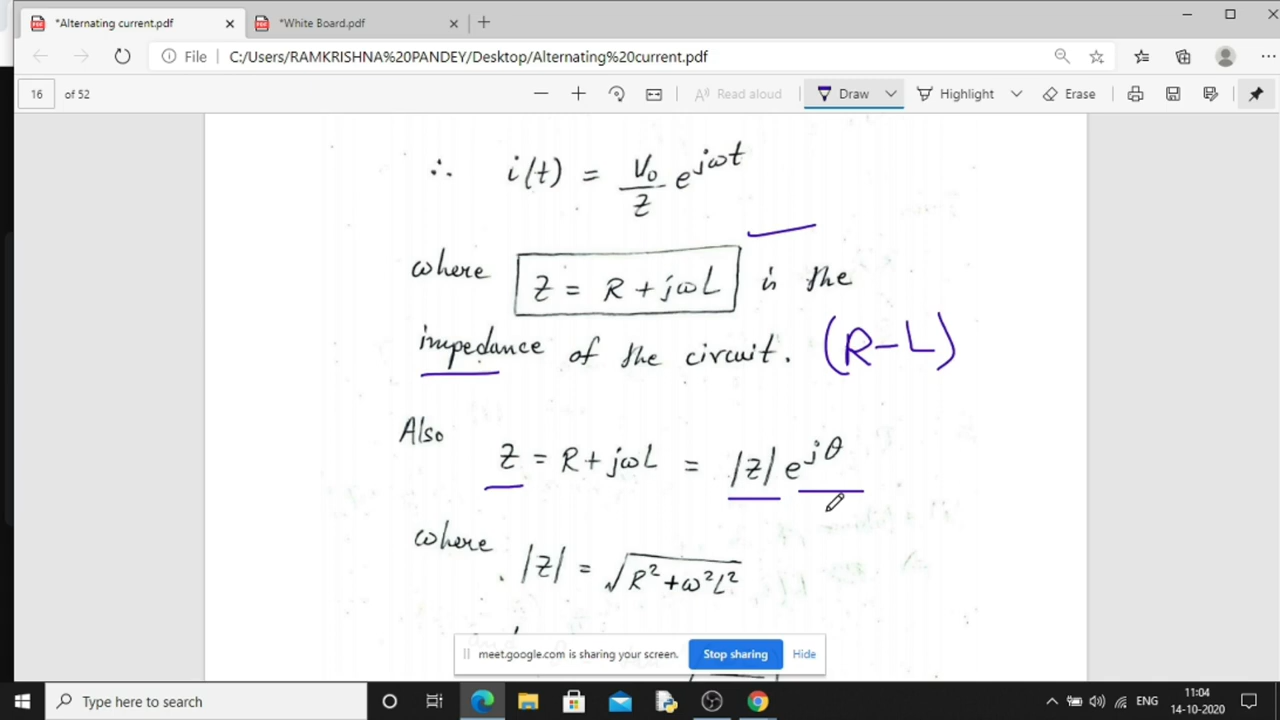 *Alternating current.pdf
*White Board.pdf
File
C:/Users/RAMKRISHNA%20PANDEY/Desktop/Alternating%20current.pdf
16 of 52
Read aloud
Draw
Highlight
Erase
∴ i(t) = V₀/Z e^{jωt}
where Z = R + jωL is the
impedance of the circuit. (R-L)
Also Z = R + jωL = |Z| e^{jθ}
where |Z| = √(R² + ω²L²)
meet.google.com is sharing your screen.
Stop sharing
Hide
Type here to search
ENG
11:04
14-10-2020